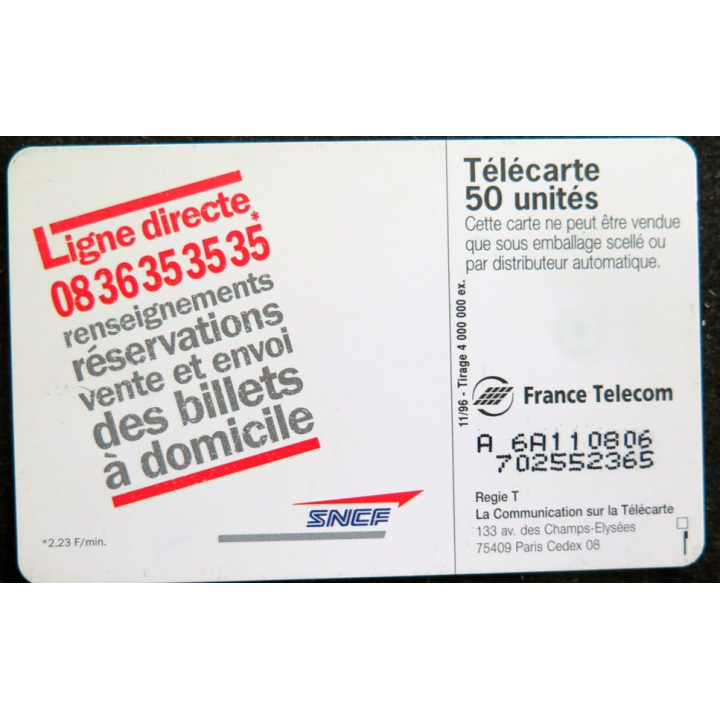 Ligne directe*
08 36 35 35 35
renseignements
réservations
vente et envoi
des billets
à domicile
SNCF
*2,23 F/min.
Télécarte
50 unités
Cette carte ne peut être vendue
que sous emballage scellé ou
par distributeur automatique.
11/96 - Tirage 4 000 000 ex.
France Telecom
A 6A110806
702552365
Regie T
La Communication sur la Télécarte
133 av. des Champs-Elysées
75409 Paris Cedex 08